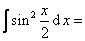 ∫ sin² x/2 dx =